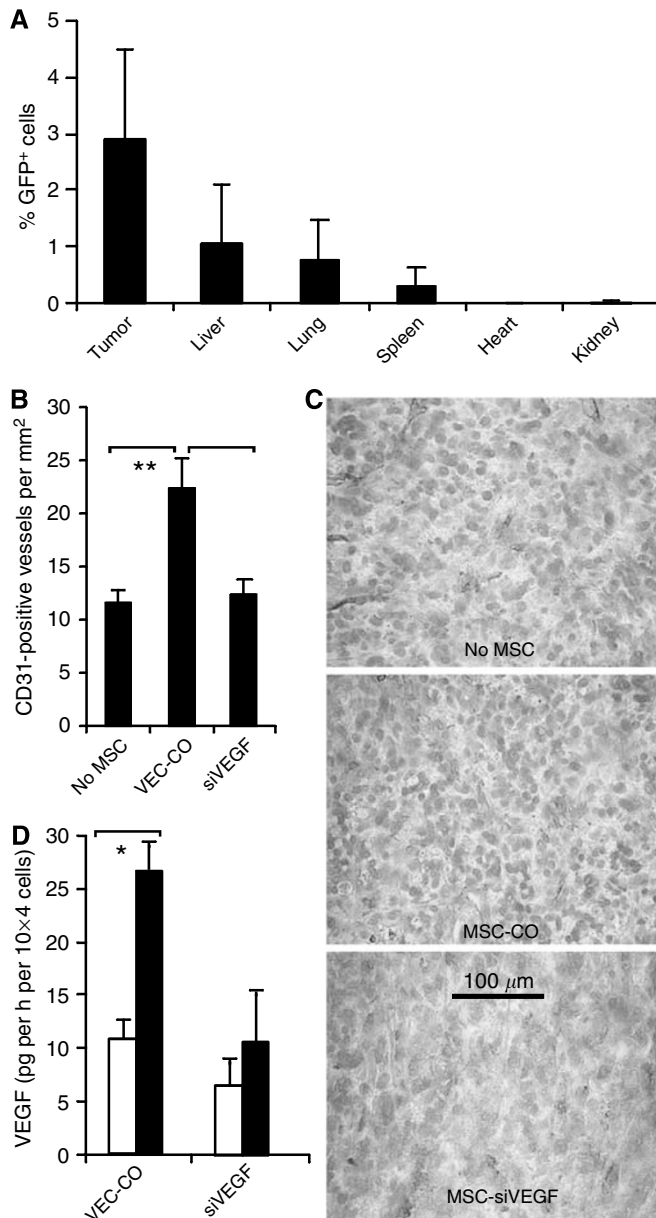 A
% GFP+ cells
5
4
3
2
1
0
Tumor
Liver
Lung
Spleen
Heart
Kidney
B
CD31-positive vessels per mm2
30
25
20
15
10
5
0
**
No MSC
VEC-CO
siVEGF
C
No MSC
MSC-CO
100 μm
MSC-siVEGF
D
VEGF (pg per h per 10×4 cells)
30
25
20
15
10
5
0
*
VEC-CO
siVEGF